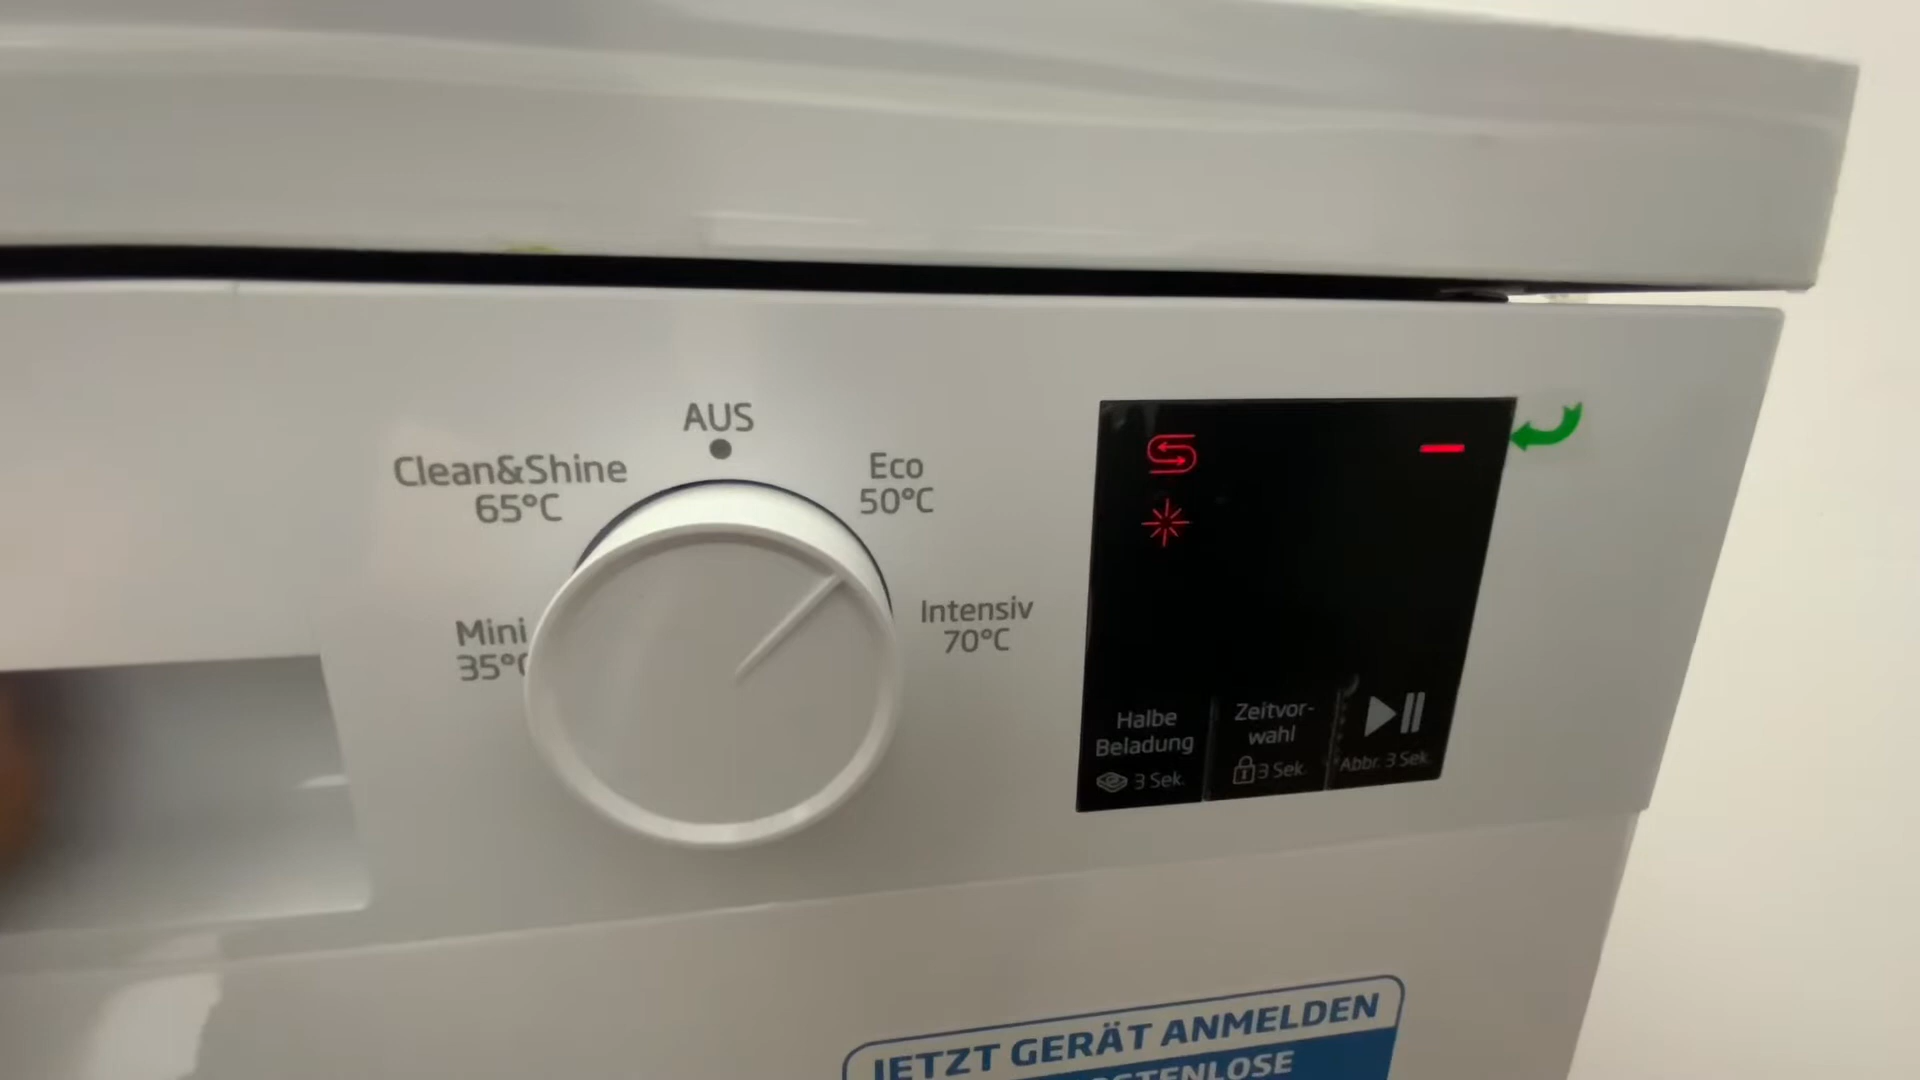 AUS
Clean&Shine
65°C
Eco
50°C
Mini
35°C
Intensiv
70°C
Halbe
Beladung
3 Sek.
Zeitvor-
wahl
3 Sek.
Abbr. 3 Sek.
JETZT GERÄT ANMELDEN